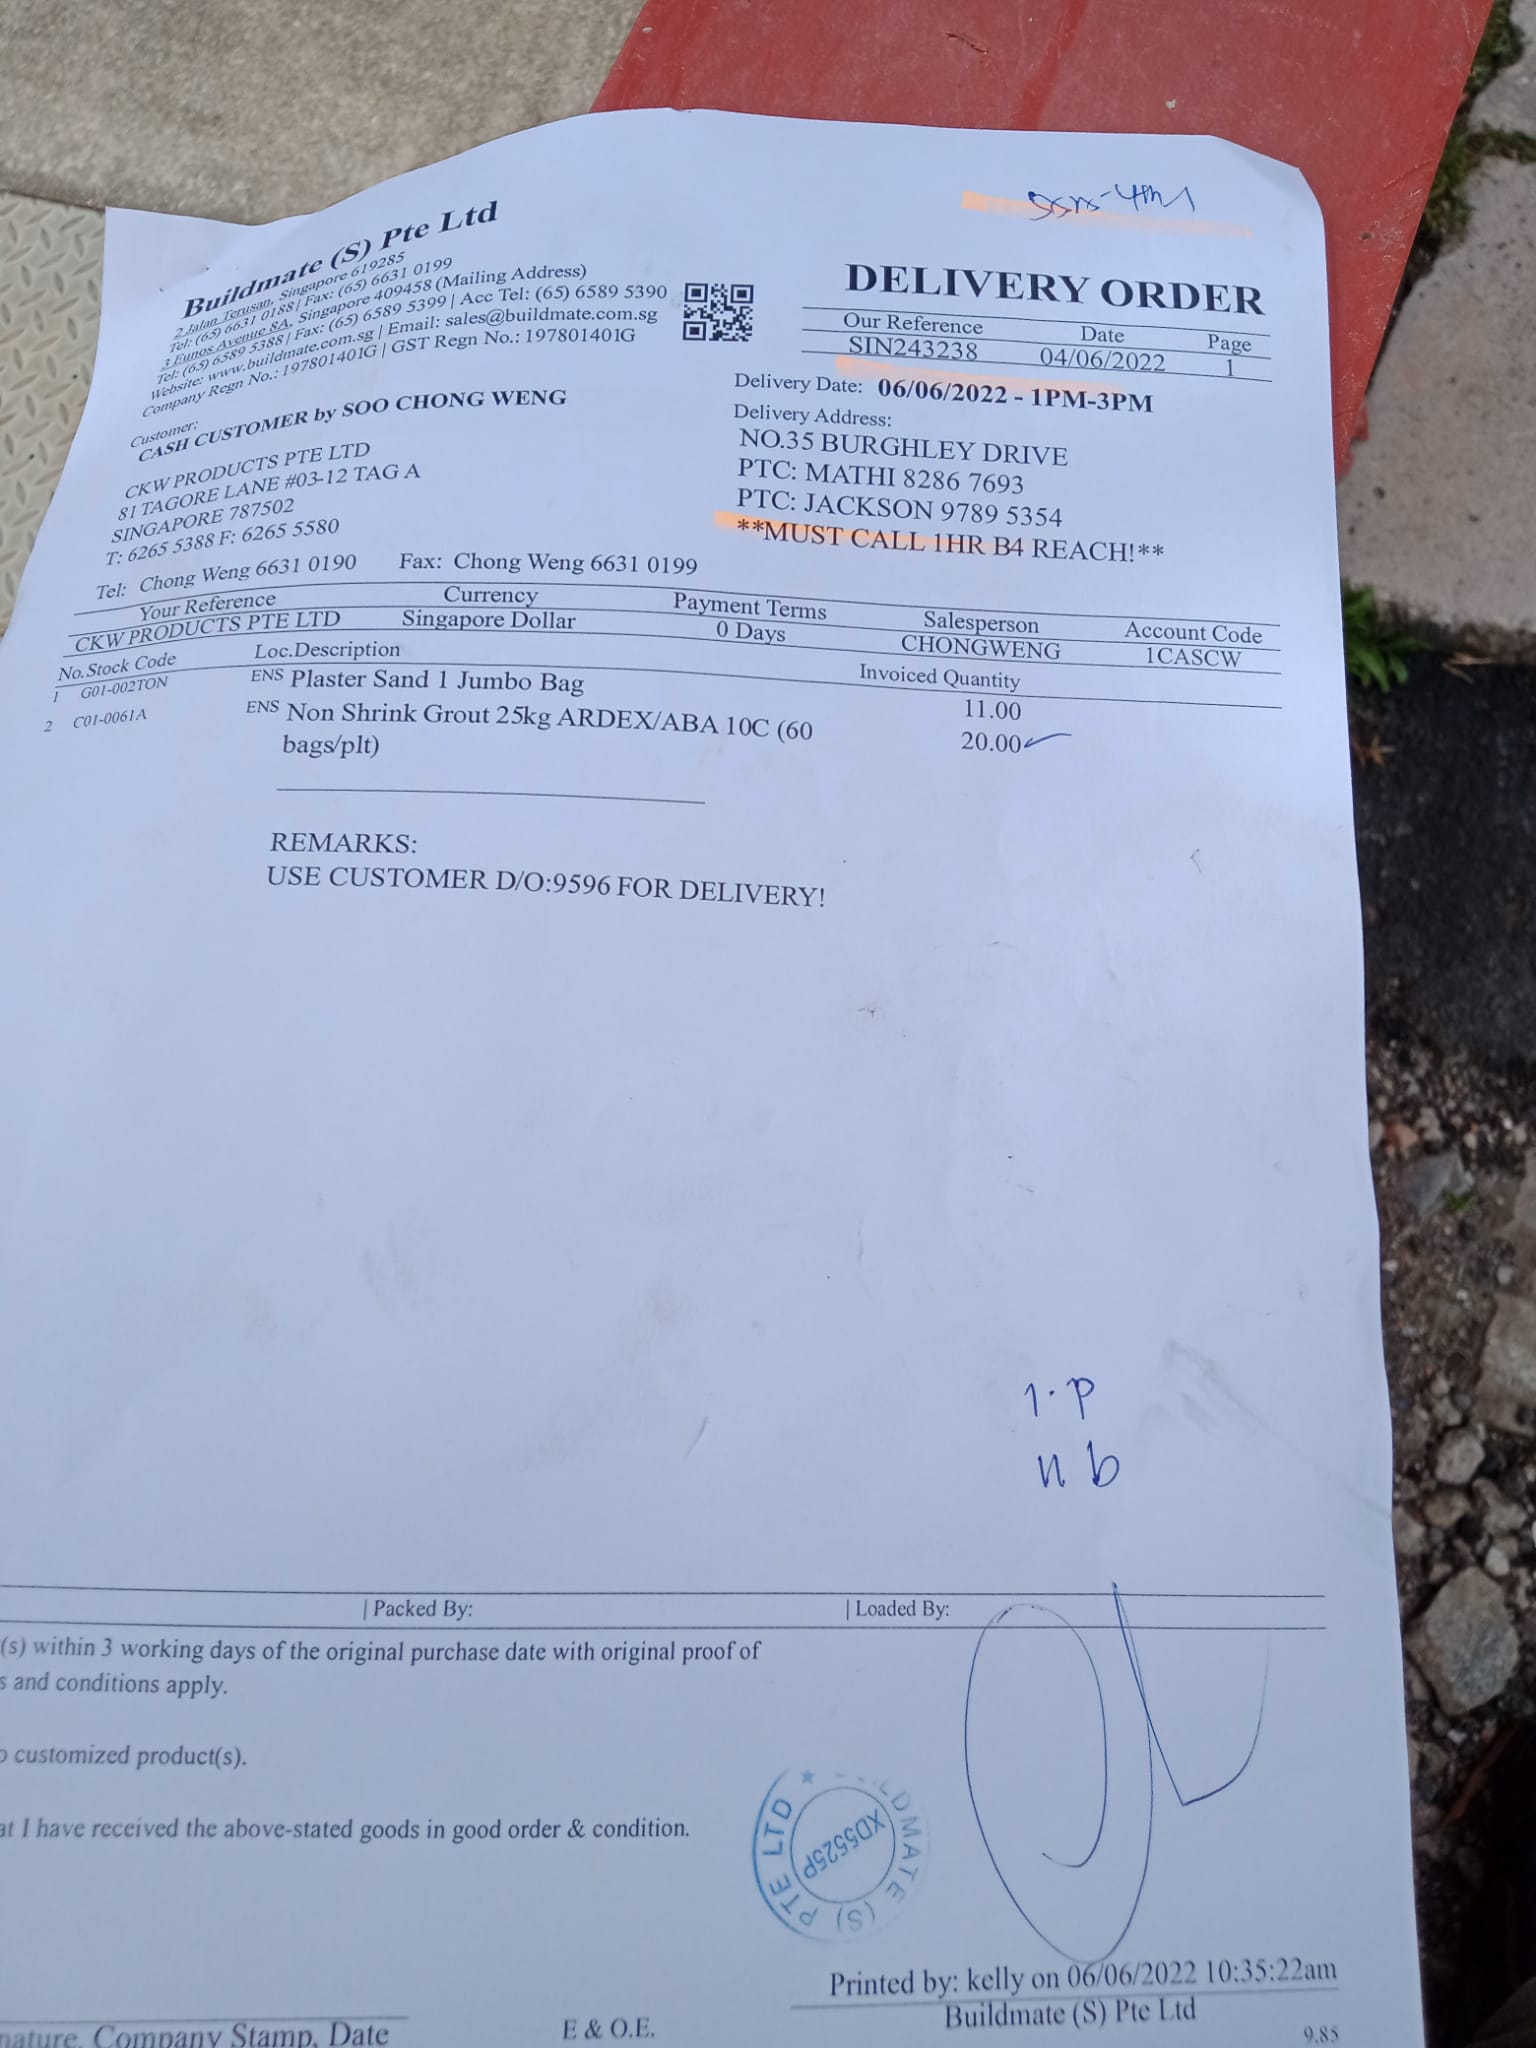 Buildmate (S) Pte Ltd
2 Jalan Terusan, Singapore 619285
Tel: (65) 6631 0188 | Fax: (65) 6631 0199
3 Eunos Avenue 8A, Singapore 409458 (Mailing Address)
Tel: (65) 6589 5388 | Fax: (65) 6589 5399 | Acc Tel: (65) 6589 5390
Website: www.buildmate.com.sg | Email: sales@buildmate.com.sg
Company Regn No.: 197801401G | GST Regn No.: 197801401G
DELIVERY ORDER
Our Reference Date Page
SIN243238 04/06/2022 1
Delivery Date: 06/06/2022 - 1PM-3PM
Delivery Address:
NO.35 BURGHLEY DRIVE
PTC: MATHI 8286 7693
PTC: JACKSON 9789 5354
**MUST CALL 1HR B4 REACH!**
Customer:
CASH CUSTOMER by SOO CHONG WENG
CKW PRODUCTS PTE LTD
81 TAGORE LANE #03-12 TAG A
SINGAPORE 787502
T: 6265 5388 F: 6265 5580
Tel: Chong Weng 6631 0190 Fax: Chong Weng 6631 0199
Your Reference Currency Payment Terms Salesperson Account Code
CKW PRODUCTS PTE LTD Singapore Dollar 0 Days CHONGWENG 1CASCW
No. Stock Code Loc. Description Invoiced Quantity
1 G01-002TON ENS Plaster Sand 1 Jumbo Bag 11.00
2 C01-0061A ENS Non Shrink Grout 25kg ARDEX/ABA 10C (60 20.00
bags/plt)
REMARKS:
USE CUSTOMER D/O:9596 FOR DELIVERY!
1.P
11 b
| Packed By: | Loaded By:
(s) within 3 working days of the original purchase date with original proof of
s and conditions apply.
o customized product(s).
at I have received the above-stated goods in good order & condition.
BUILDMATE (S) PTE LTD ★
XD5525P
Printed by: kelly on 06/06/2022 10:35:22am
Buildmate (S) Pte Ltd
nature, Company Stamp, Date E & O.E.
9.85